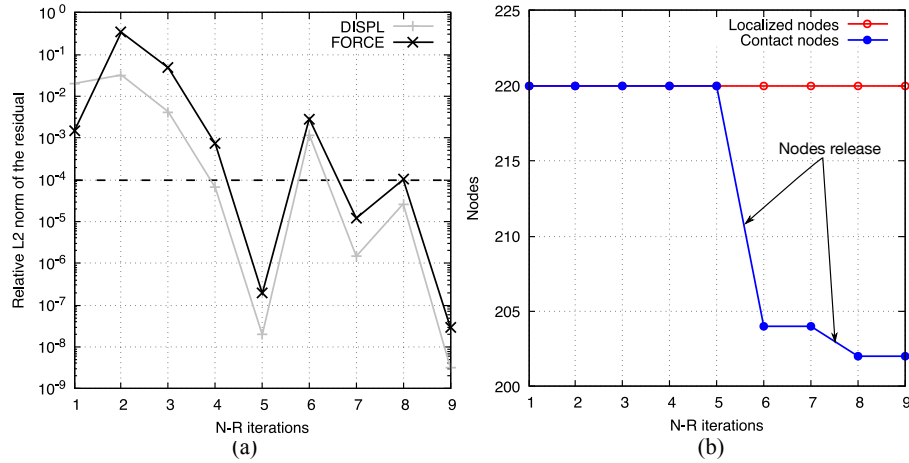 DISPL
FORCE
Relative L2 norm of the residual
10^0
10^-1
10^-2
10^-3
10^-4
10^-5
10^-6
10^-7
10^-8
10^-9
1 2 3 4 5 6 7 8 9
N-R iterations
(a)
Localized nodes
Contact nodes
Nodes release
Nodes
225
220
215
210
205
200
1 2 3 4 5 6 7 8 9
N-R iterations
(b)